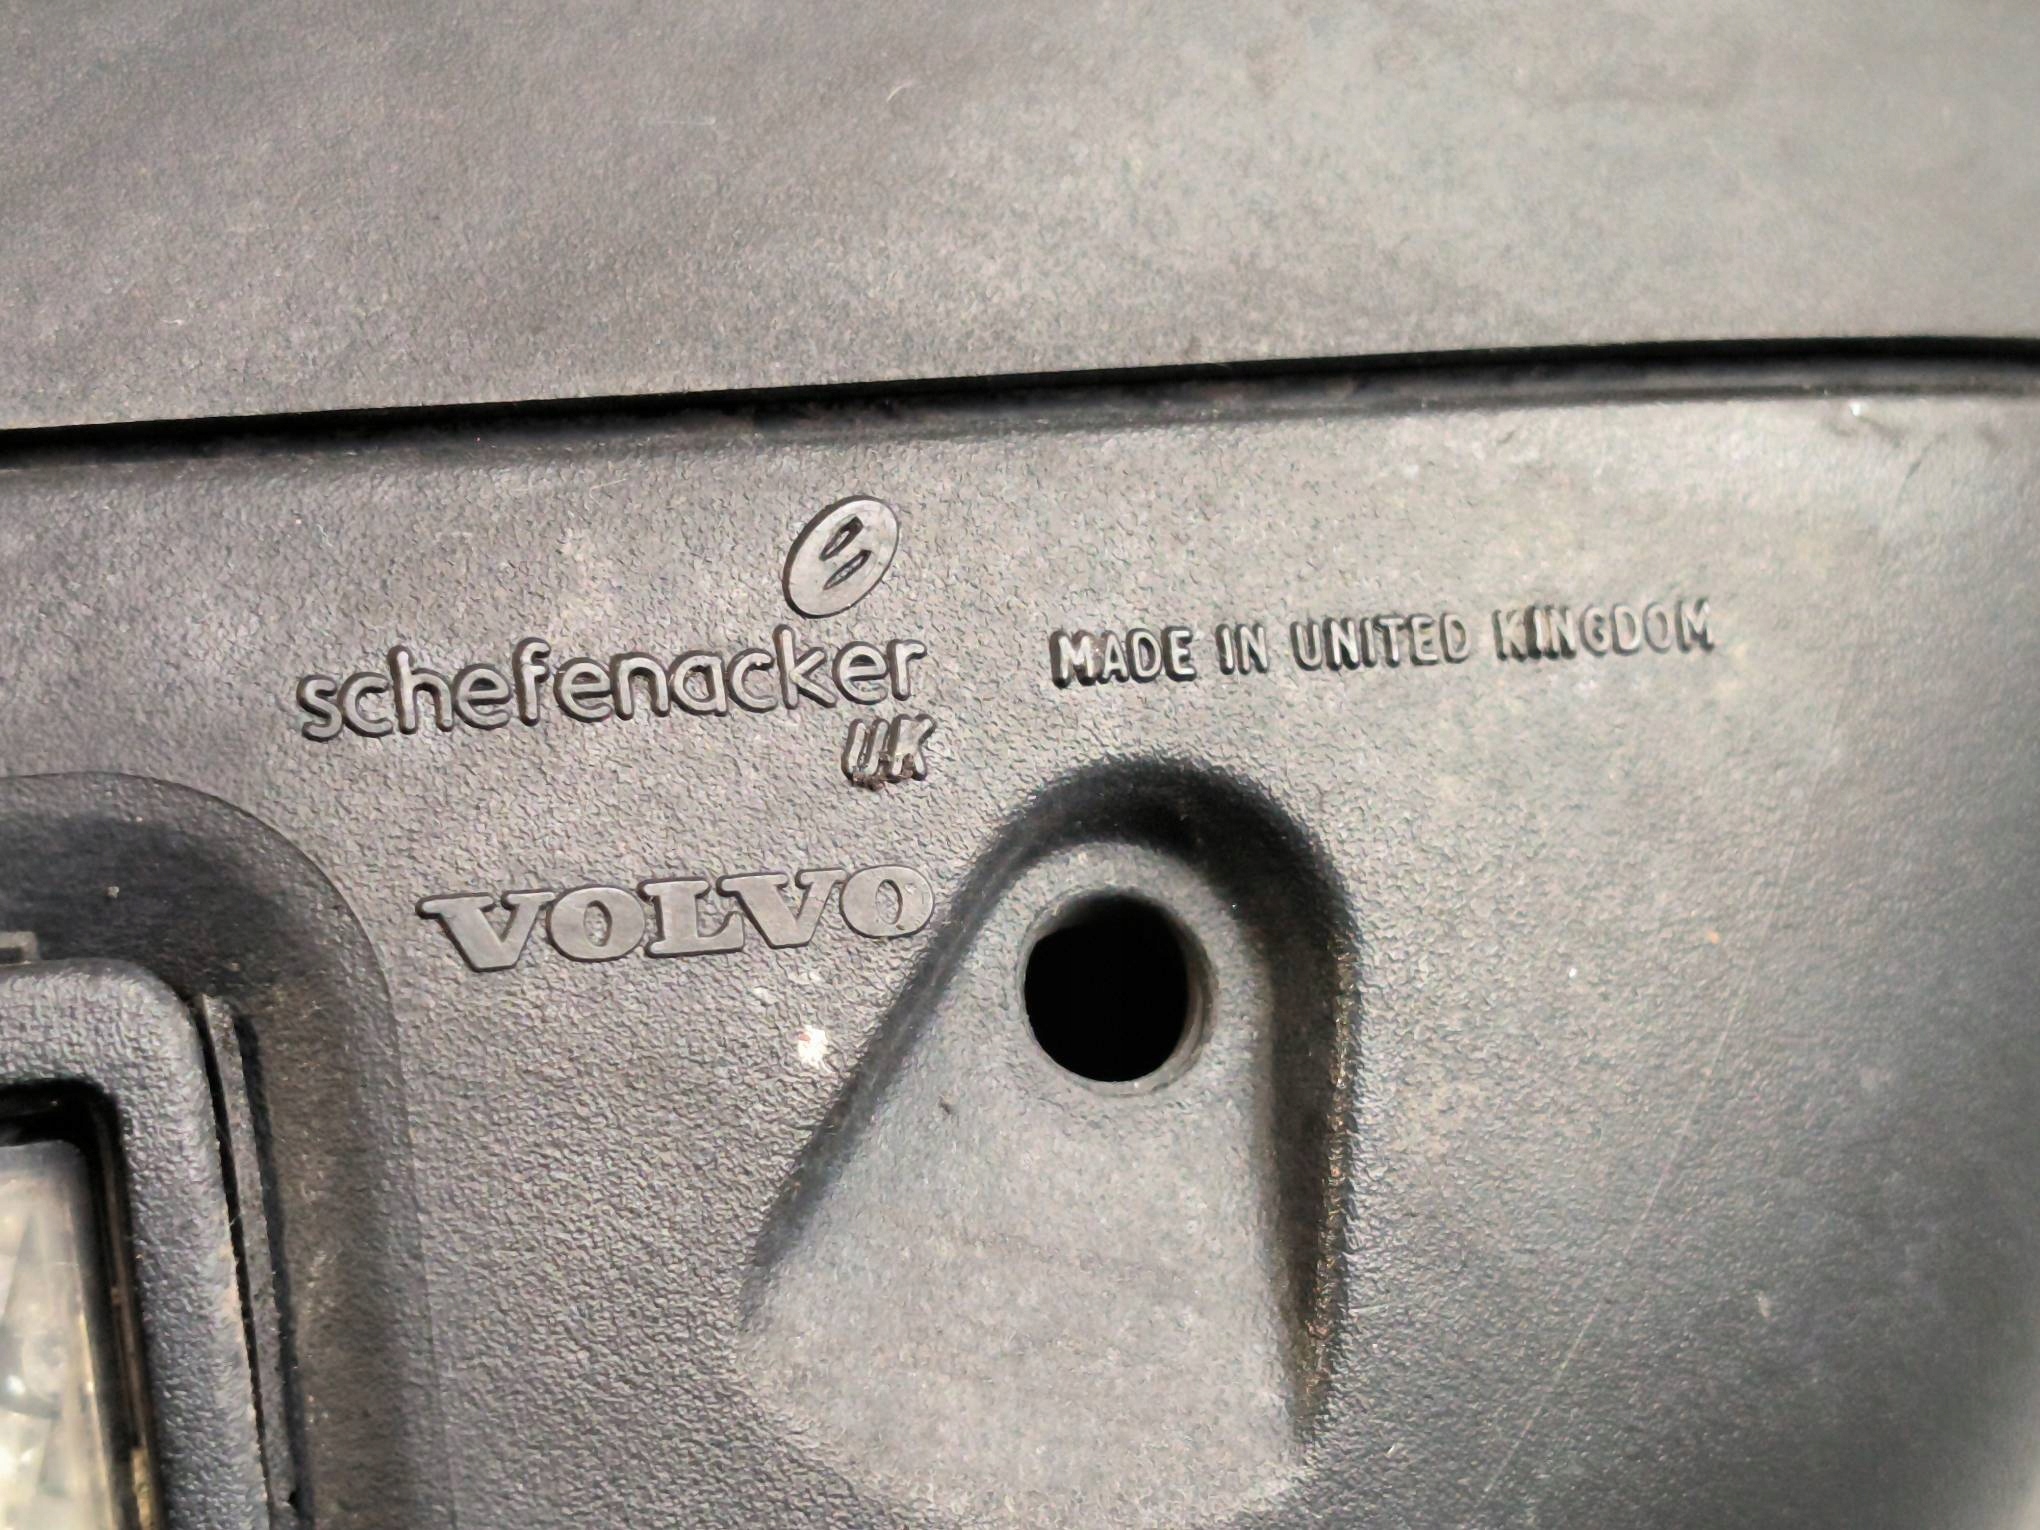 schefenacker
UK
MADE IN UNITED KINGDOM
VOLVO